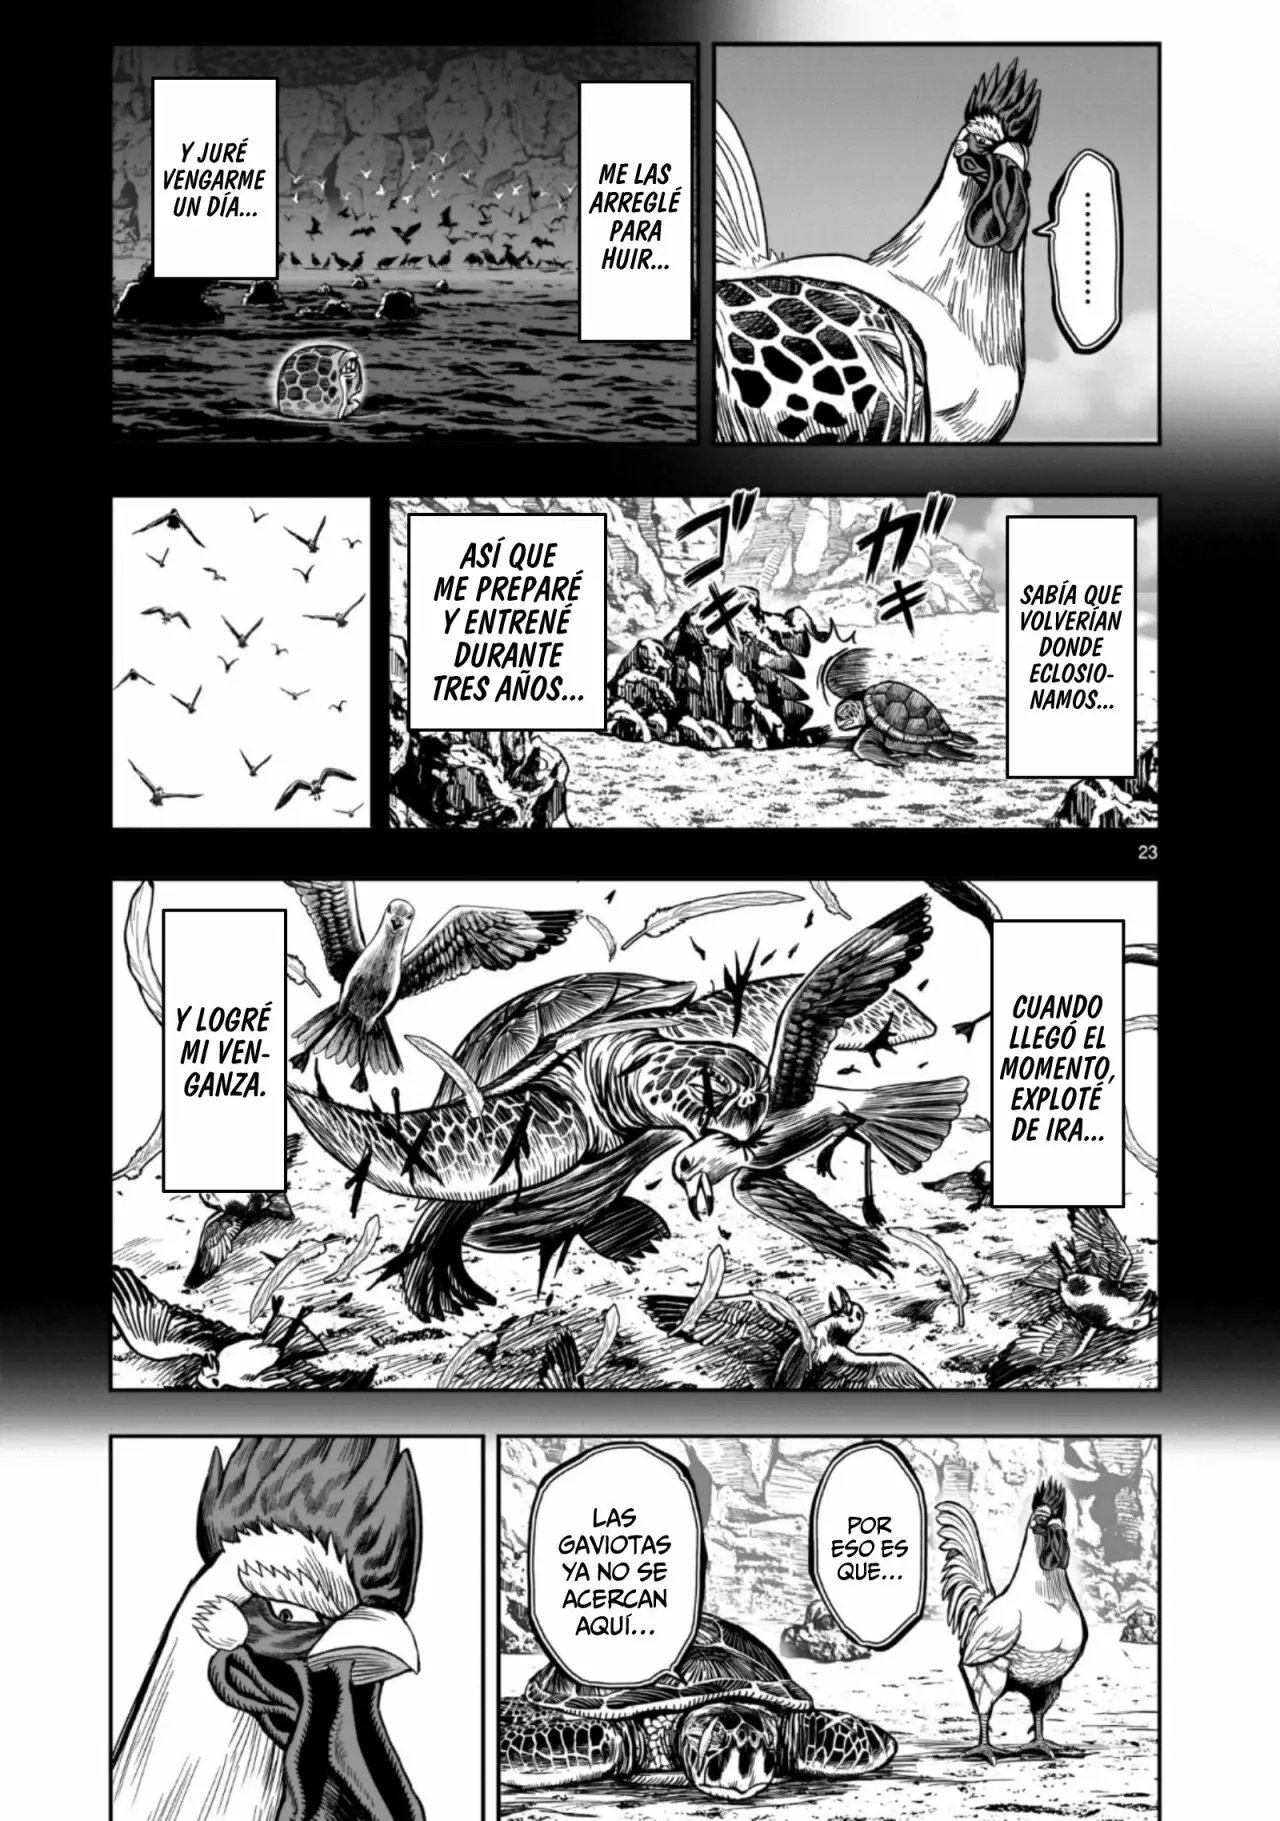 ............
ME LAS
ARREGLÉ
PARA
HUIR...
Y JURÉ
VENGARME
UN DÍA...
SABÍA QUE
VOLVERÍAN
DONDE
ECLOSIO-
NAMOS...
ガッ
ゴッ
キキ
ASÍ QUE
ME PREPARÉ
Y ENTRENÉ
DURANTE
TRES AÑOS...
23
CUANDO
LLEGÓ EL
MOMENTO,
EXPLOTÉ
DE IRA...
Y LOGRÉ
MI VEN-
GANZA.
POR
ESO ES
QUE...
LAS
GAVIOTAS
YA NO SE
ACERCAN
AQUÍ...